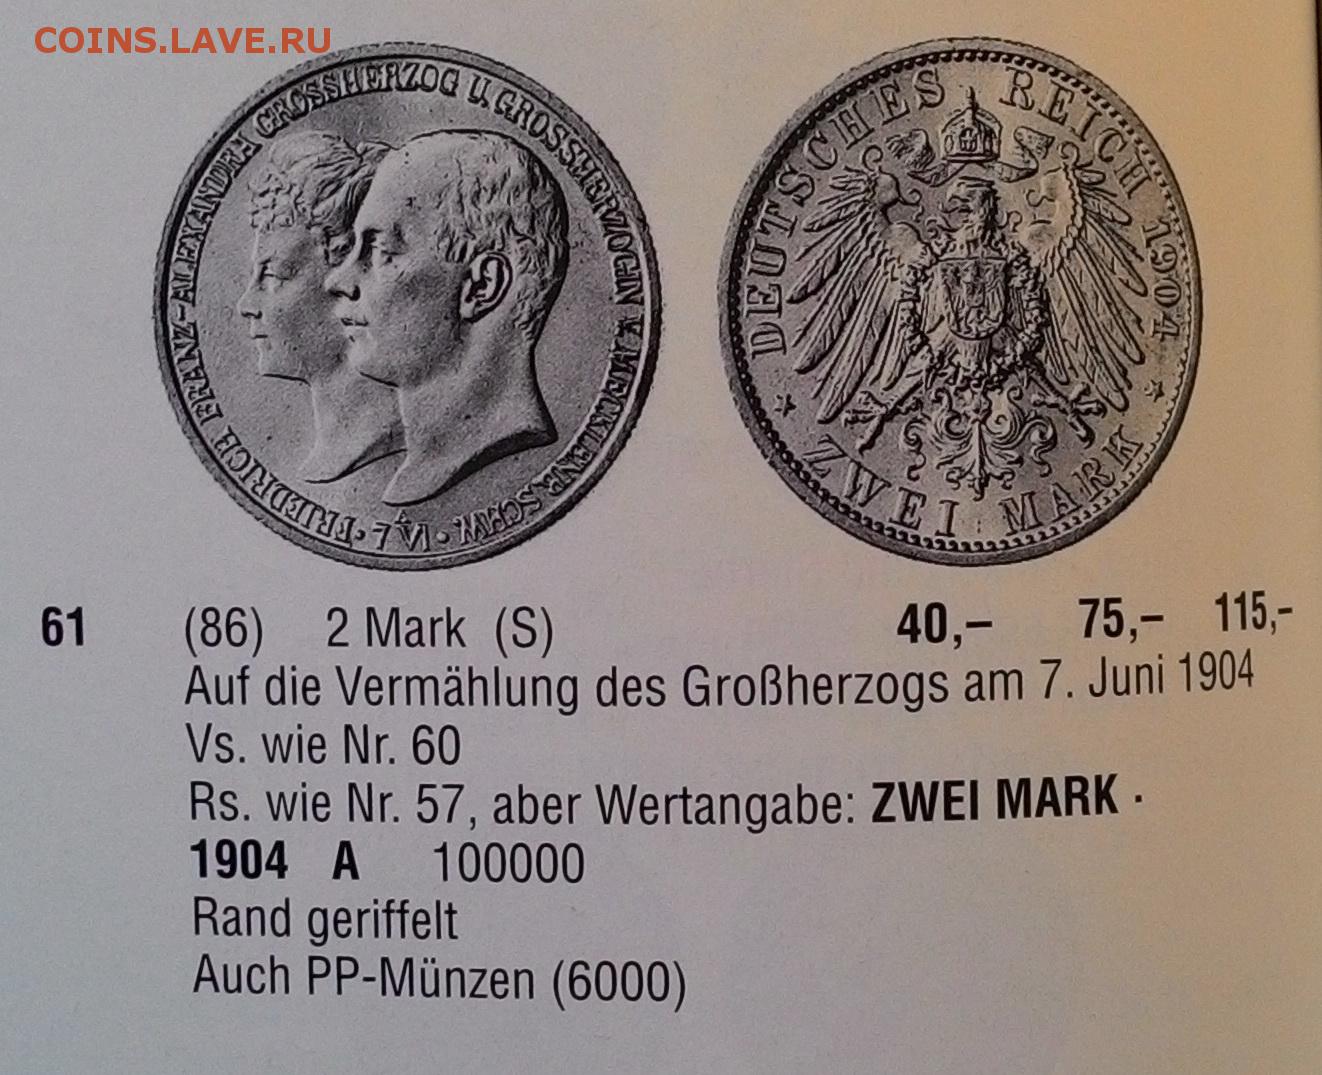 COINS.LAVE.RU
FRIEDRICH FRANZ-ALEXANDRA GROSSHERZOG U. GROSSHERZOGIN V. MECKLENB. SCHW. · 7 VI 4 ·
DEUTSCHES REICH 1904
ZWEI MARK
61 (86) 2 Mark (S) 40,– 75,– 115,-
Auf die Vermählung des Großherzogs am 7. Juni 1904
Vs. wie Nr. 60
Rs. wie Nr. 57, aber Wertangabe: ZWEI MARK ·
1904 A 100000
Rand geriffelt
Auch PP-Münzen (6000)